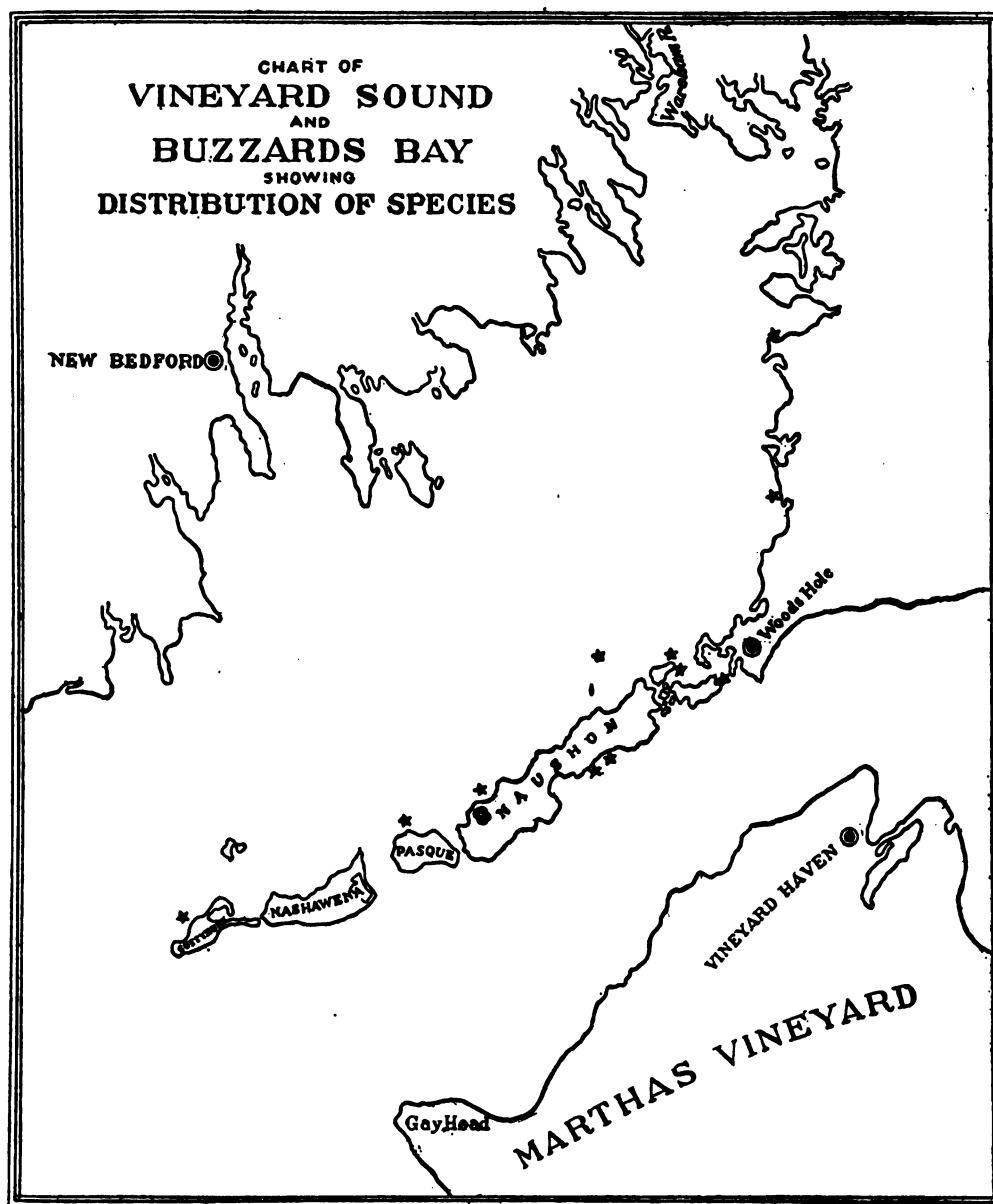 CHART OF
VINEYARD SOUND
AND
BUZZARDS BAY
SHOWING
DISTRIBUTION OF SPECIES
Wareham R.
NEW BEDFORD
Woods Hole
NAUSHON
PASQUE
NASHAWENA
VINEYARD HAVEN
MARTHAS VINEYARD
Gay Head